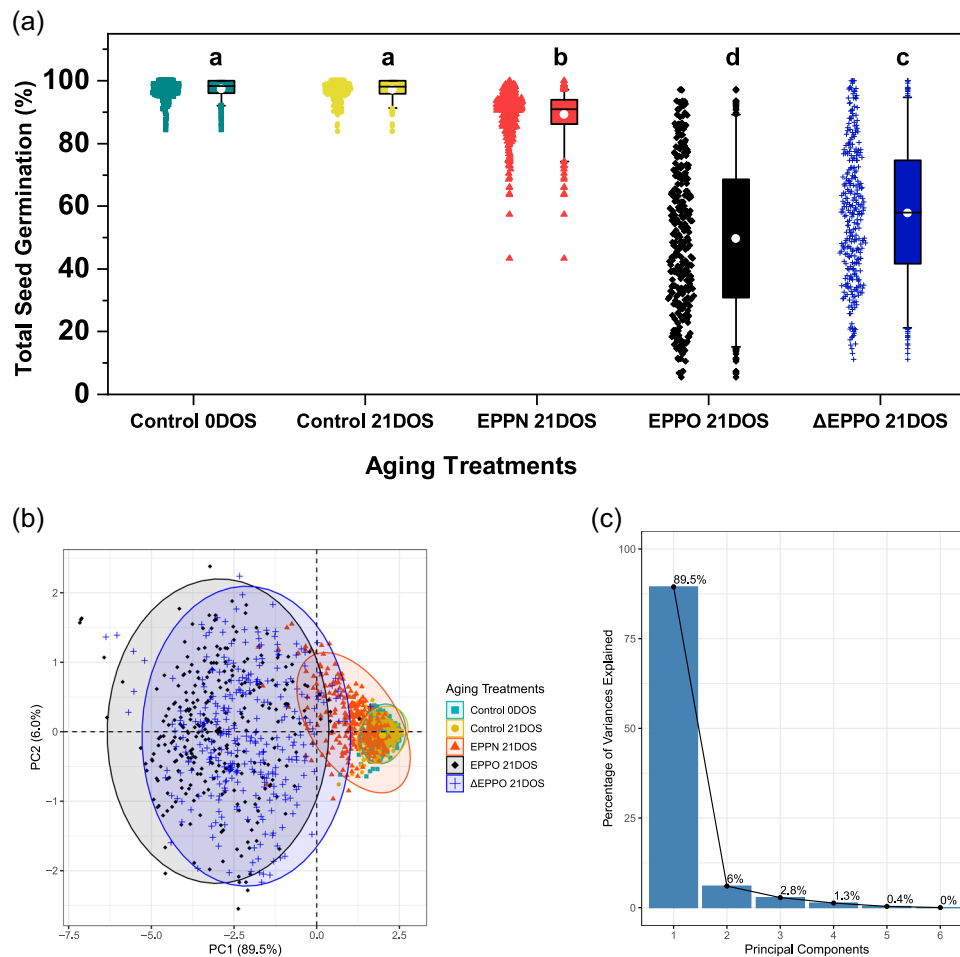 (a)
Total Seed Germination (%)
100
80
60
40
20
0
a
a
b
d
c
Control 0DOS
Control 21DOS
EPPN 21DOS
EPPO 21DOS
ΔEPPO 21DOS
Aging Treatments
(b)
PC2 (6.0%)
2
1
0
−1
−2
−7.5
−5.0
−2.5
0.0
2.5
PC1 (89.5%)
Aging Treatments
Control 0DOS
Control 21DOS
EPPN 21DOS
EPPO 21DOS
ΔEPPO 21DOS
(c)
Percentage of Variances Explained
100
75
50
25
0
89.5%
6%
2.8%
1.3%
0.4%
0%
1
2
3
4
5
6
Principal Components